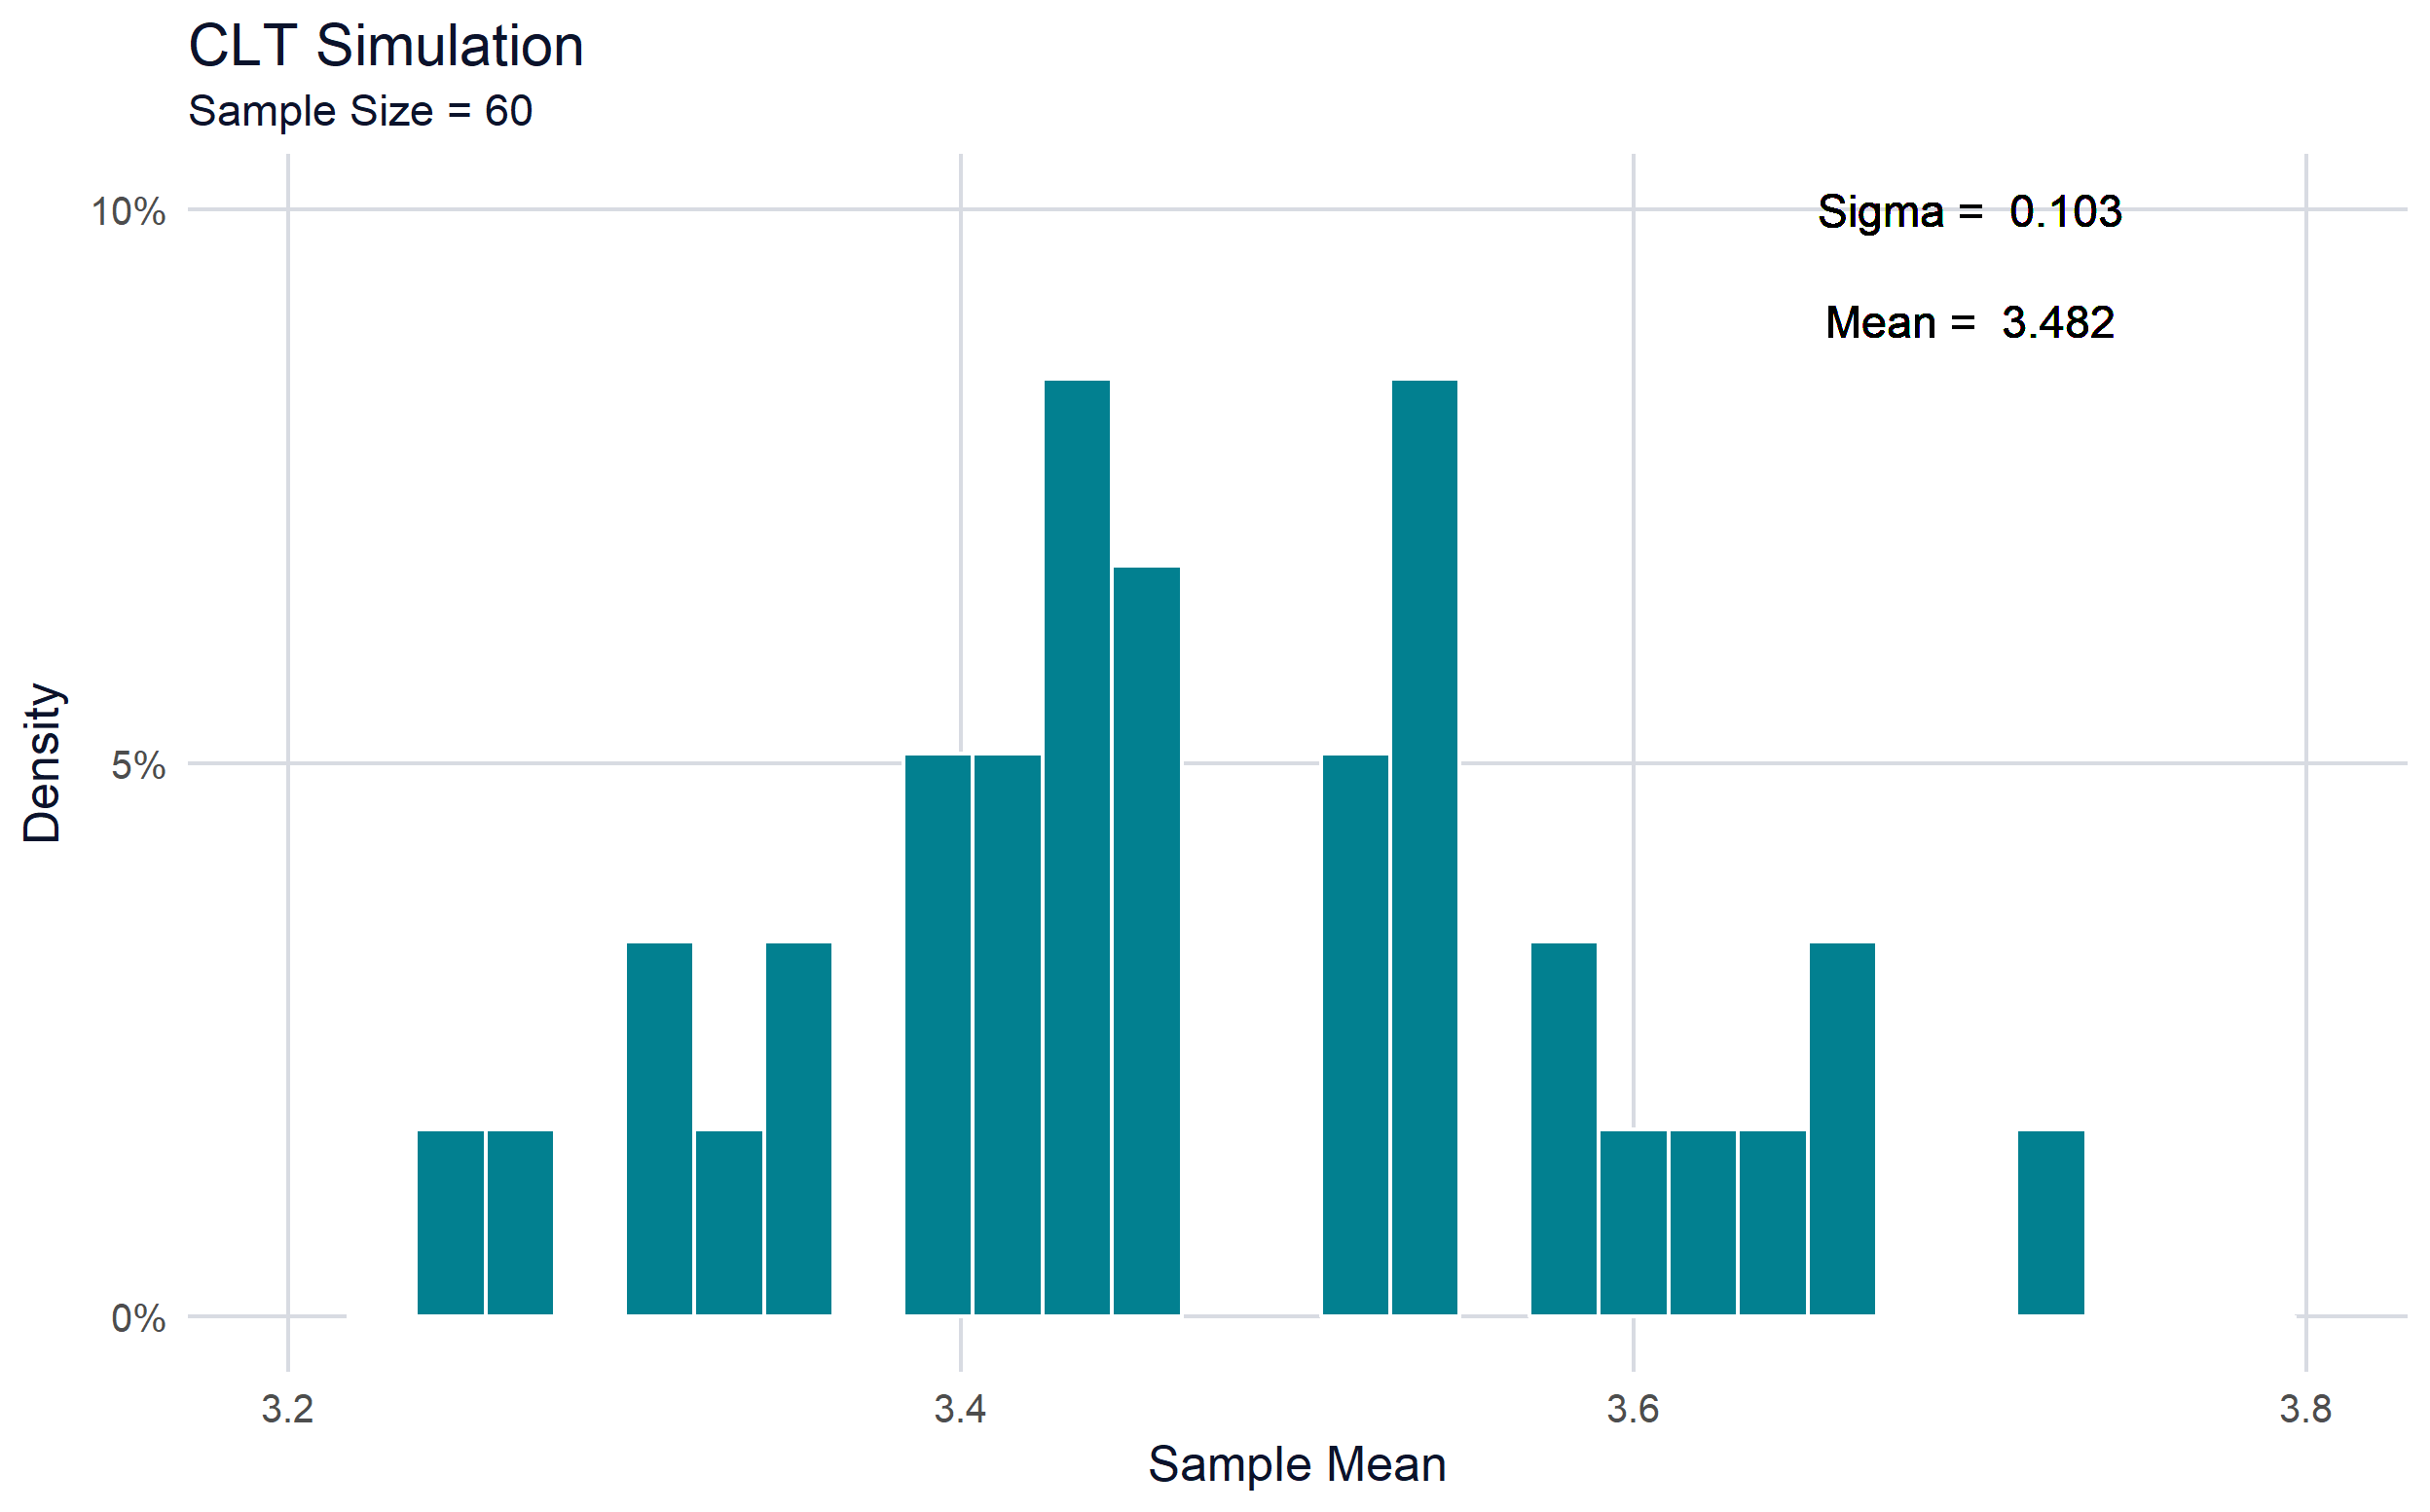 CLT Simulation
Sample Size = 60
10%
Sigma = 0.103
Mean = 3.482
5%
Density
0%
3.2
3.4
3.6
3.8
Sample Mean